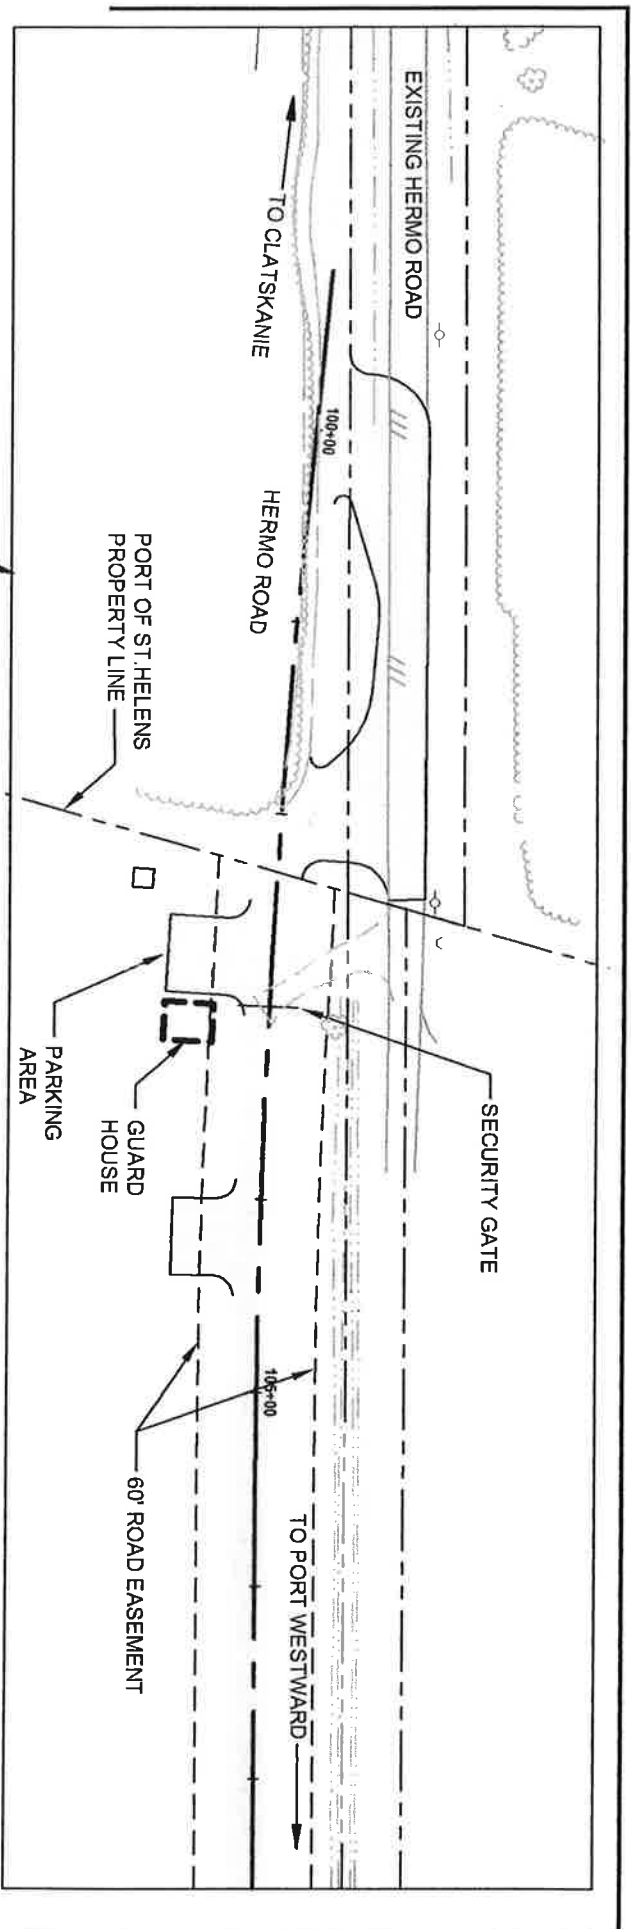 EXISTING HERMO ROAD
TO CLATSKANIE
100+00
HERMO ROAD
PORT OF ST.HELENS
PROPERTY LINE
SECURITY GATE
PARKING
AREA
GUARD
HOUSE
105+00
60' ROAD EASEMENT
TO PORT WESTWARD